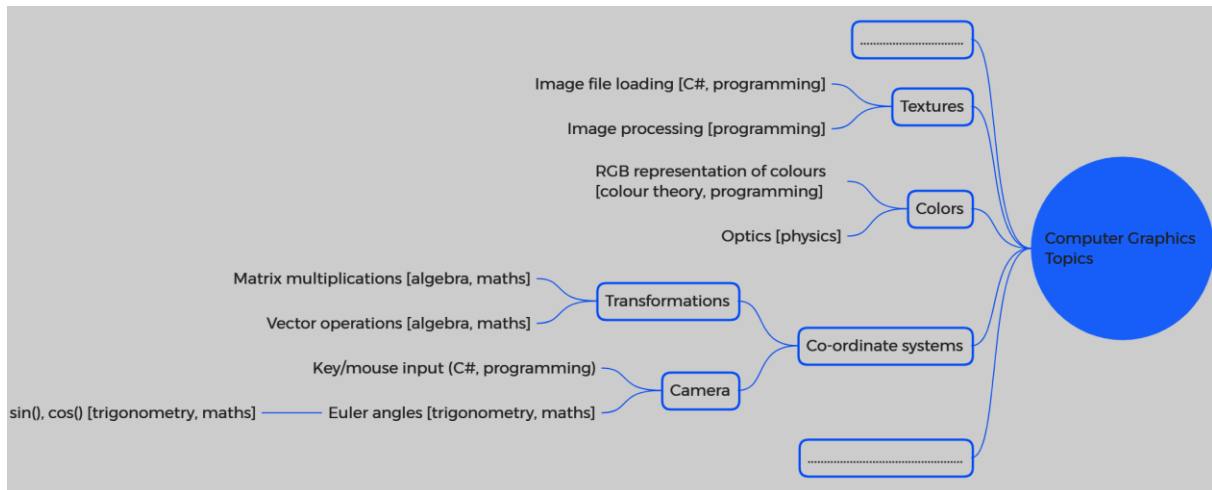 ................................
Image file loading [C#, programming]
Textures
Image processing [programming]
RGB representation of colours
[colour theory, programming]
Colors
Optics [physics]
Computer Graphics
Topics
Matrix multiplications [algebra, maths]
Transformations
Vector operations [algebra, maths]
Co-ordinate systems
Key/mouse input (C#, programming)
Camera
sin(), cos() [trigonometry, maths]
Euler angles [trigonometry, maths]
................................................